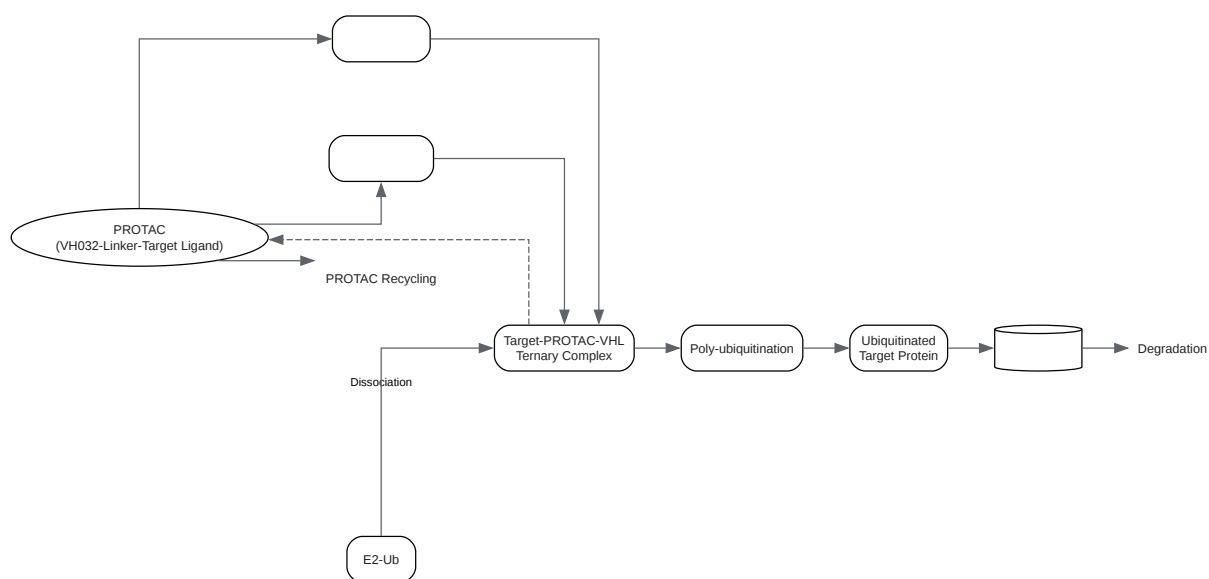 PROTAC
(VH032-Linker-Target Ligand)
PROTAC Recycling
Target-PROTAC-VHL
Ternary Complex
Poly-ubiquitination
Ubiquitinated
Target Protein
Degradation
Dissociation
E2-Ub